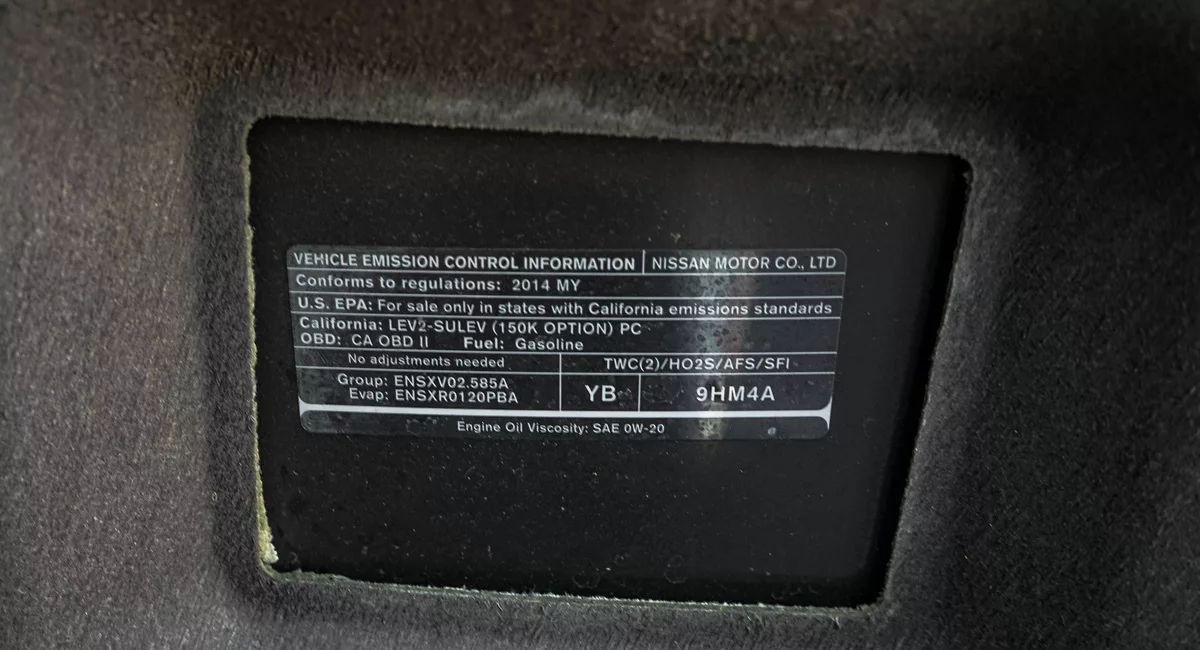 VEHICLE EMISSION CONTROL INFORMATION NISSAN MOTOR CO., LTD
Conforms to regulations: 2014 MY
U.S. EPA: For sale only in states with California emissions standards
California: LEV2-SULEV (150K OPTION) PC
OBD: CA OBD II Fuel: Gasoline
No adjustments needed TWC(2)/HO2S/AFS/SFI
Group: ENSXV02.585A
Evap: ENSXR0120PBA YB 9HM4A
Engine Oil Viscosity: SAE 0W-20